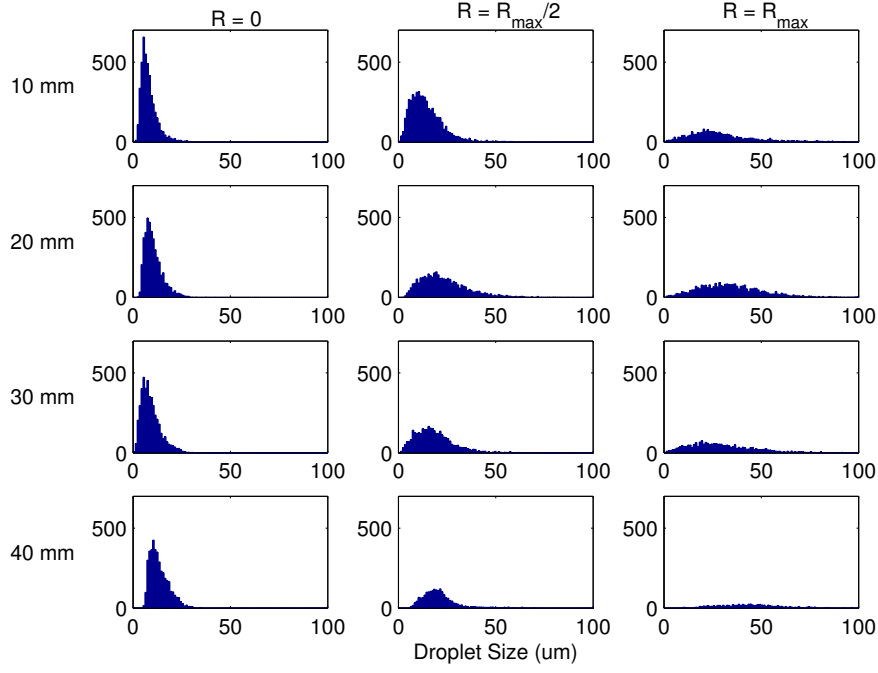 R = 0 R = R_max/2 R = R_max
10 mm 500 500 500
0 0 0
0 50 100 0 50 100 0 50 100
20 mm 500 500 500
0 0 0
0 50 100 0 50 100 0 50 100
30 mm 500 500 500
0 0 0
0 50 100 0 50 100 0 50 100
40 mm 500 500 500
0 0 0
0 50 100 0 50 100 0 50 100
Droplet Size (um)